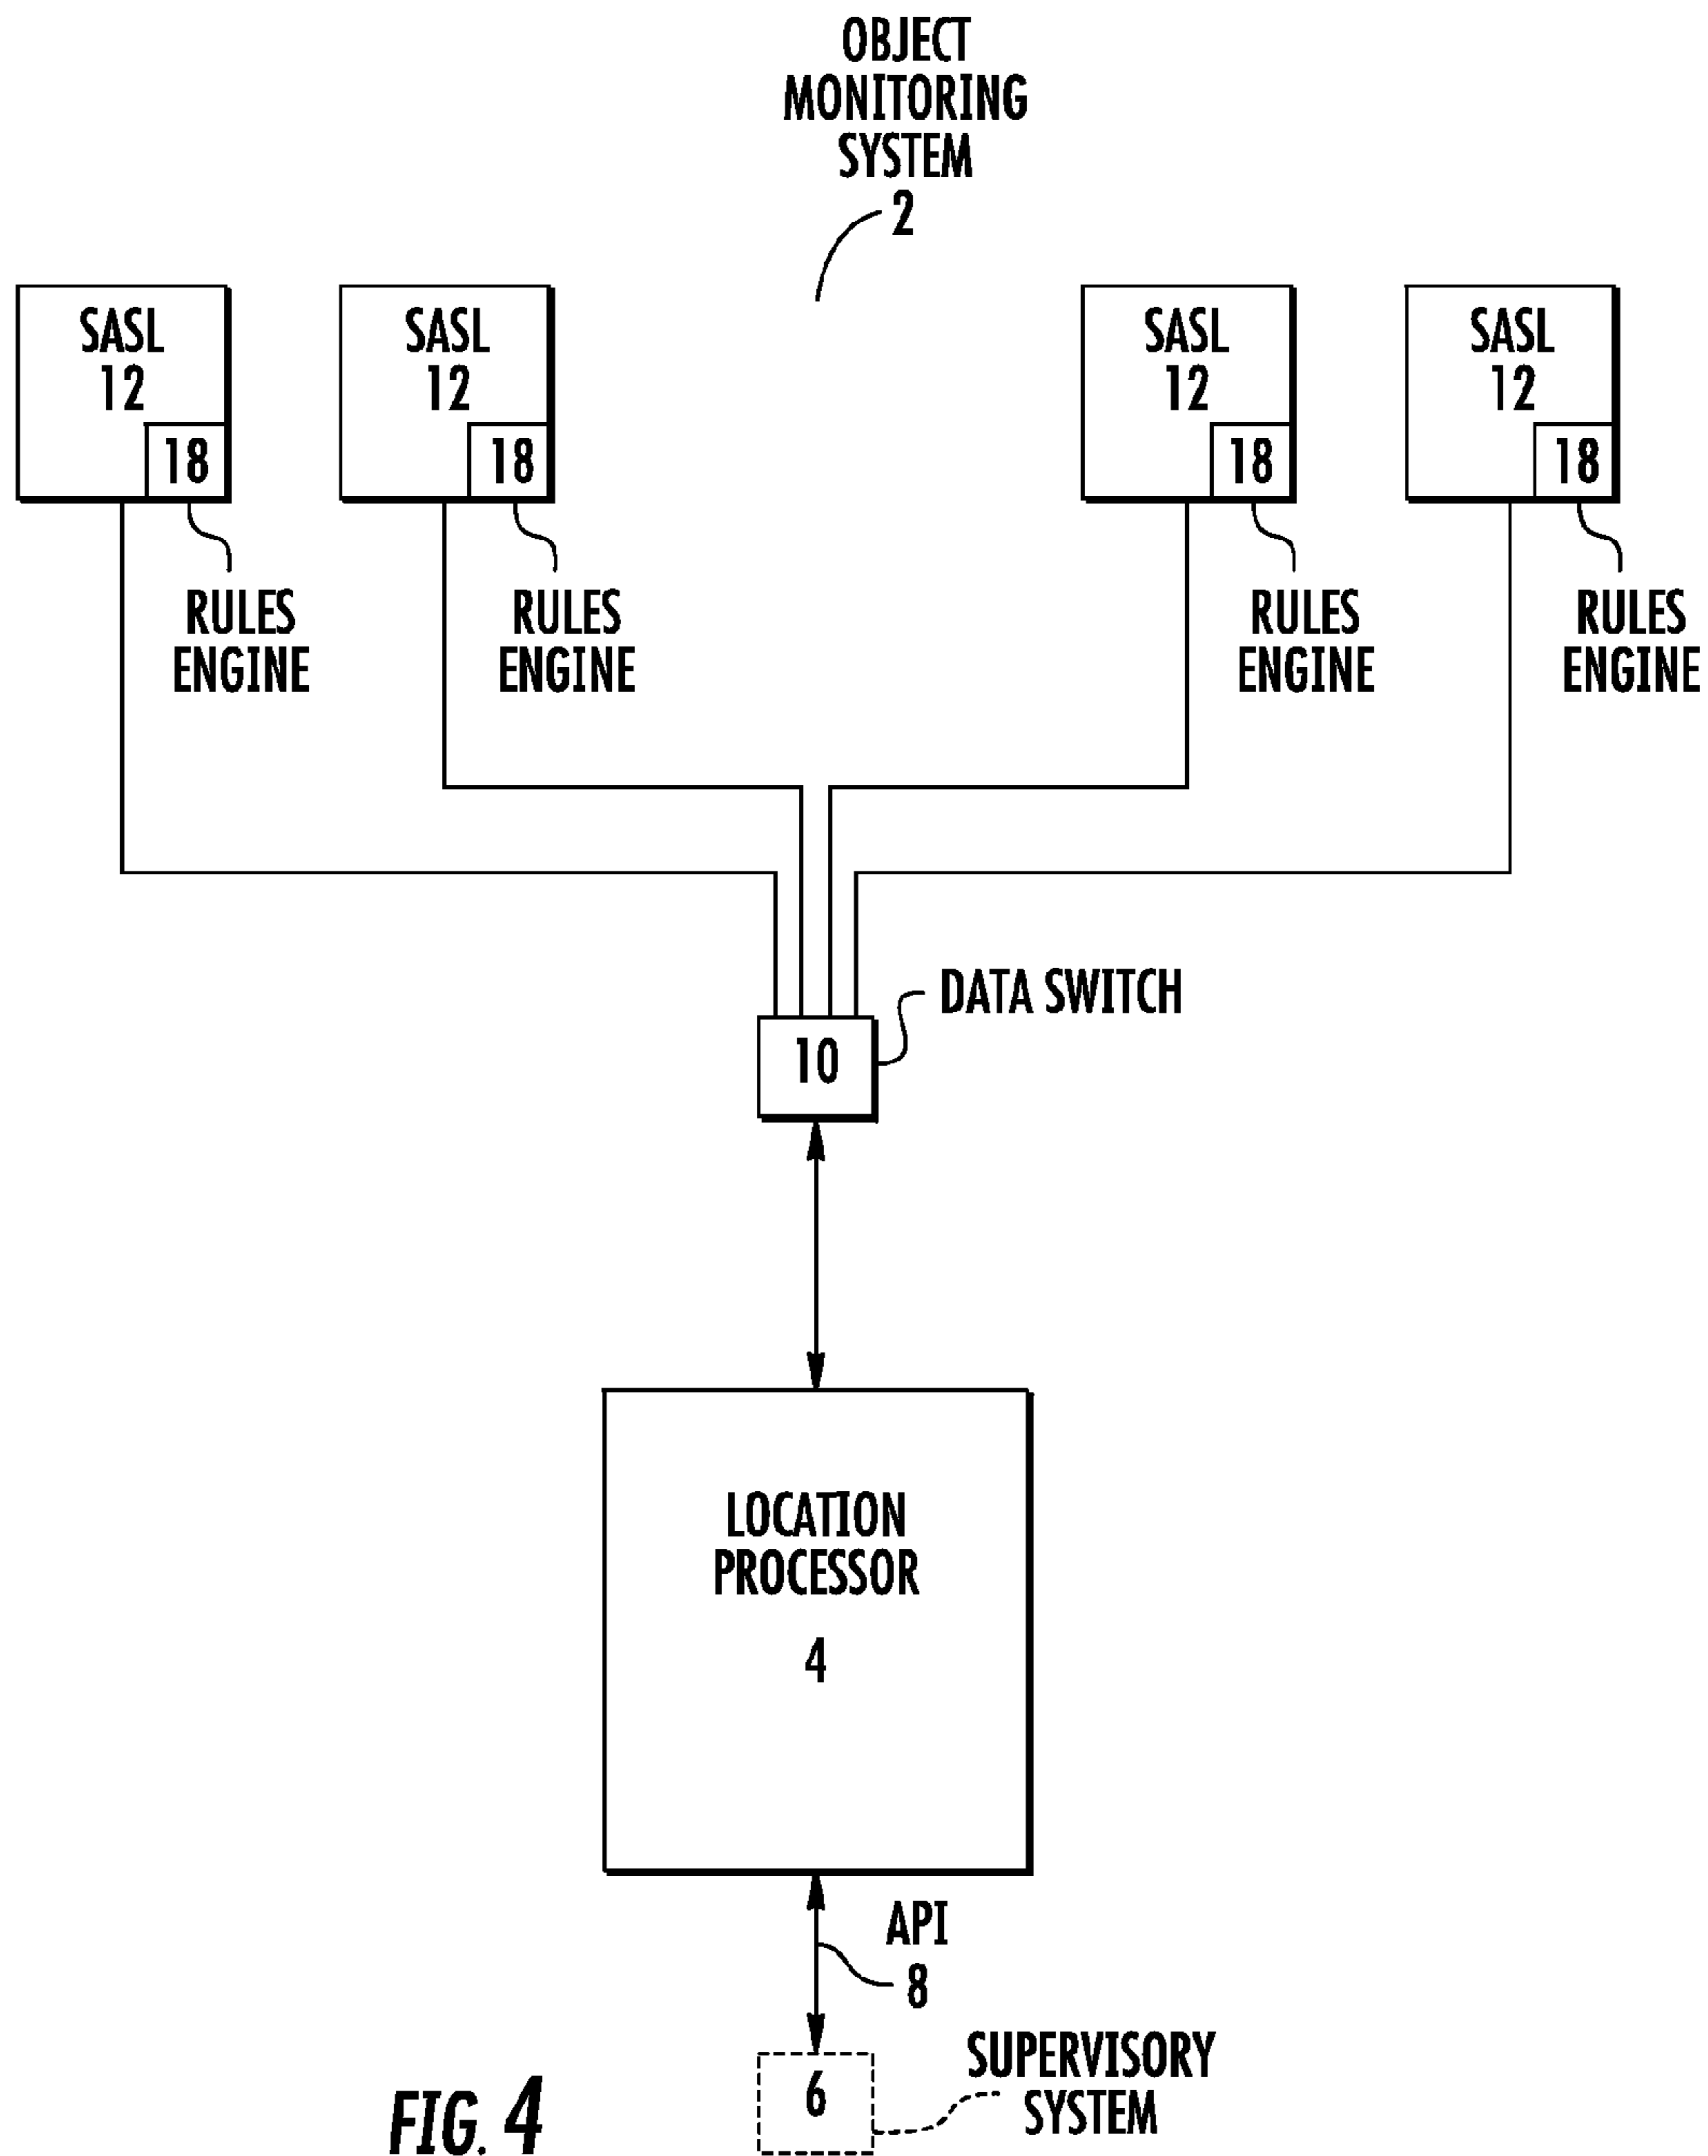 OBJECT
MONITORING
SYSTEM
2
SASL
12
18
SASL
12
18
SASL
12
18
SASL
12
18
RULES
ENGINE
RULES
ENGINE
RULES
ENGINE
RULES
ENGINE
DATA SWITCH
10
LOCATION
PROCESSOR
4
API
8
6
SUPERVISORY
SYSTEM
FIG. 4